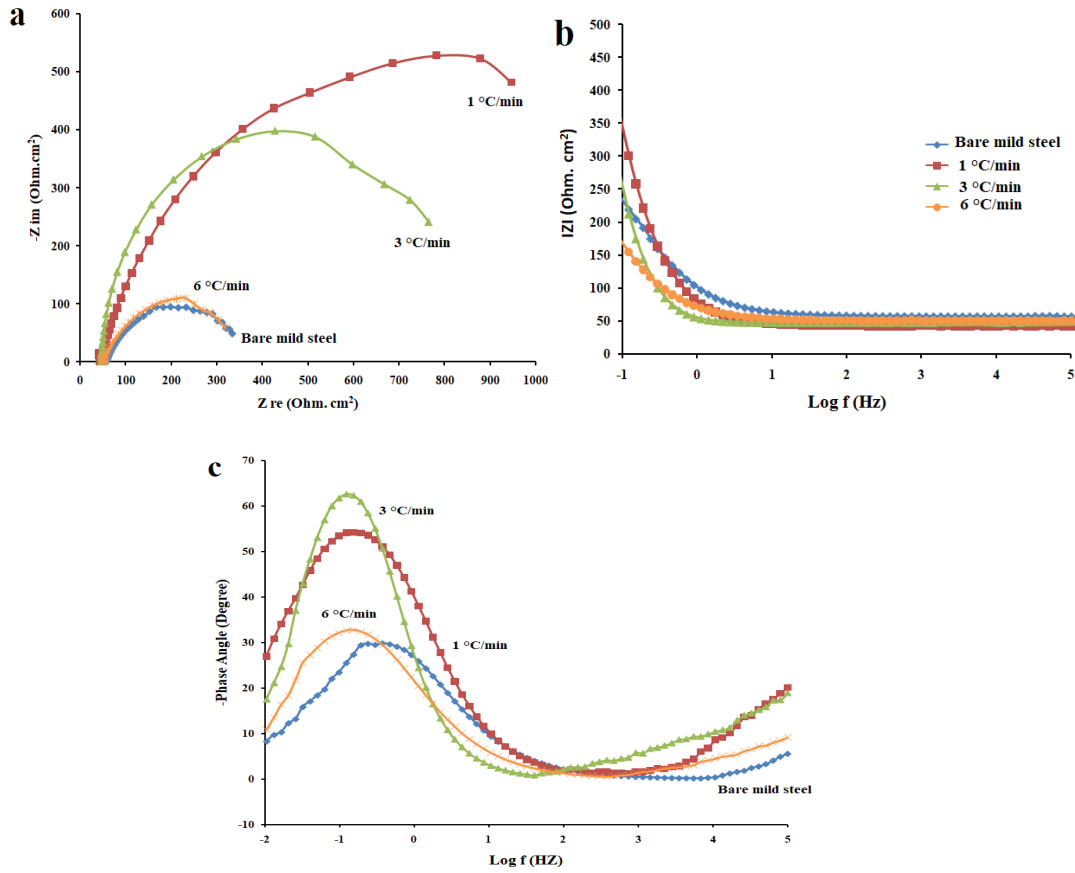 a
600
500
400
300
200
100
0
-Z im (Ohm.cm²)
0 100 200 300 400 500 600 700 800 900 1000
Z re (Ohm. cm²)
1 °C/min
3 °C/min
6 °C/min
Bare mild steel
b
500
450
400
350
300
250
200
150
100
50
0
IZI (Ohm. cm²)
-1 0 1 2 3 4 5
Log f (Hz)
Bare mild steel
1 °C/min
3 °C/min
6 °C/min
c
70
60
50
40
30
20
10
0
-10
-Phase Angle (Degree)
-2 -1 0 1 2 3 4 5
Log f (HZ)
3 °C/min
6 °C/min
1 °C/min
Bare mild steel